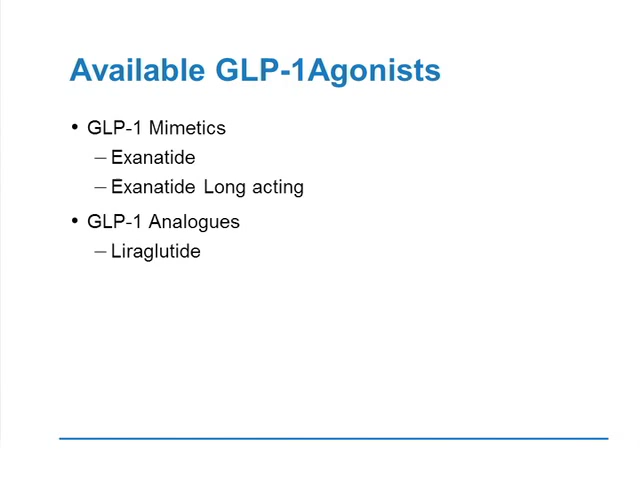 Available GLP-1Agonists
• GLP-1 Mimetics
– Exanatide
– Exanatide Long acting
• GLP-1 Analogues
– Liraglutide